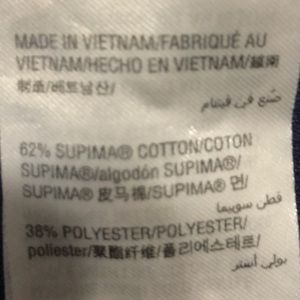 MADE IN VIETNAM/FABRIQUÉ AU
VIETNAM/HECHO EN VIETNAM/越南
制造/베트남산/
صنع في فيتنام
62% SUPIMA® COTTON/COTON
SUPIMA®/algodón SUPIMA®/
SUPIMA® 皮马棉/SUPIMA® 면/
قطن سوبيما
38% POLYESTER/POLYESTER/
poliester/聚酯纤维/폴리에스테르/
بولي استر